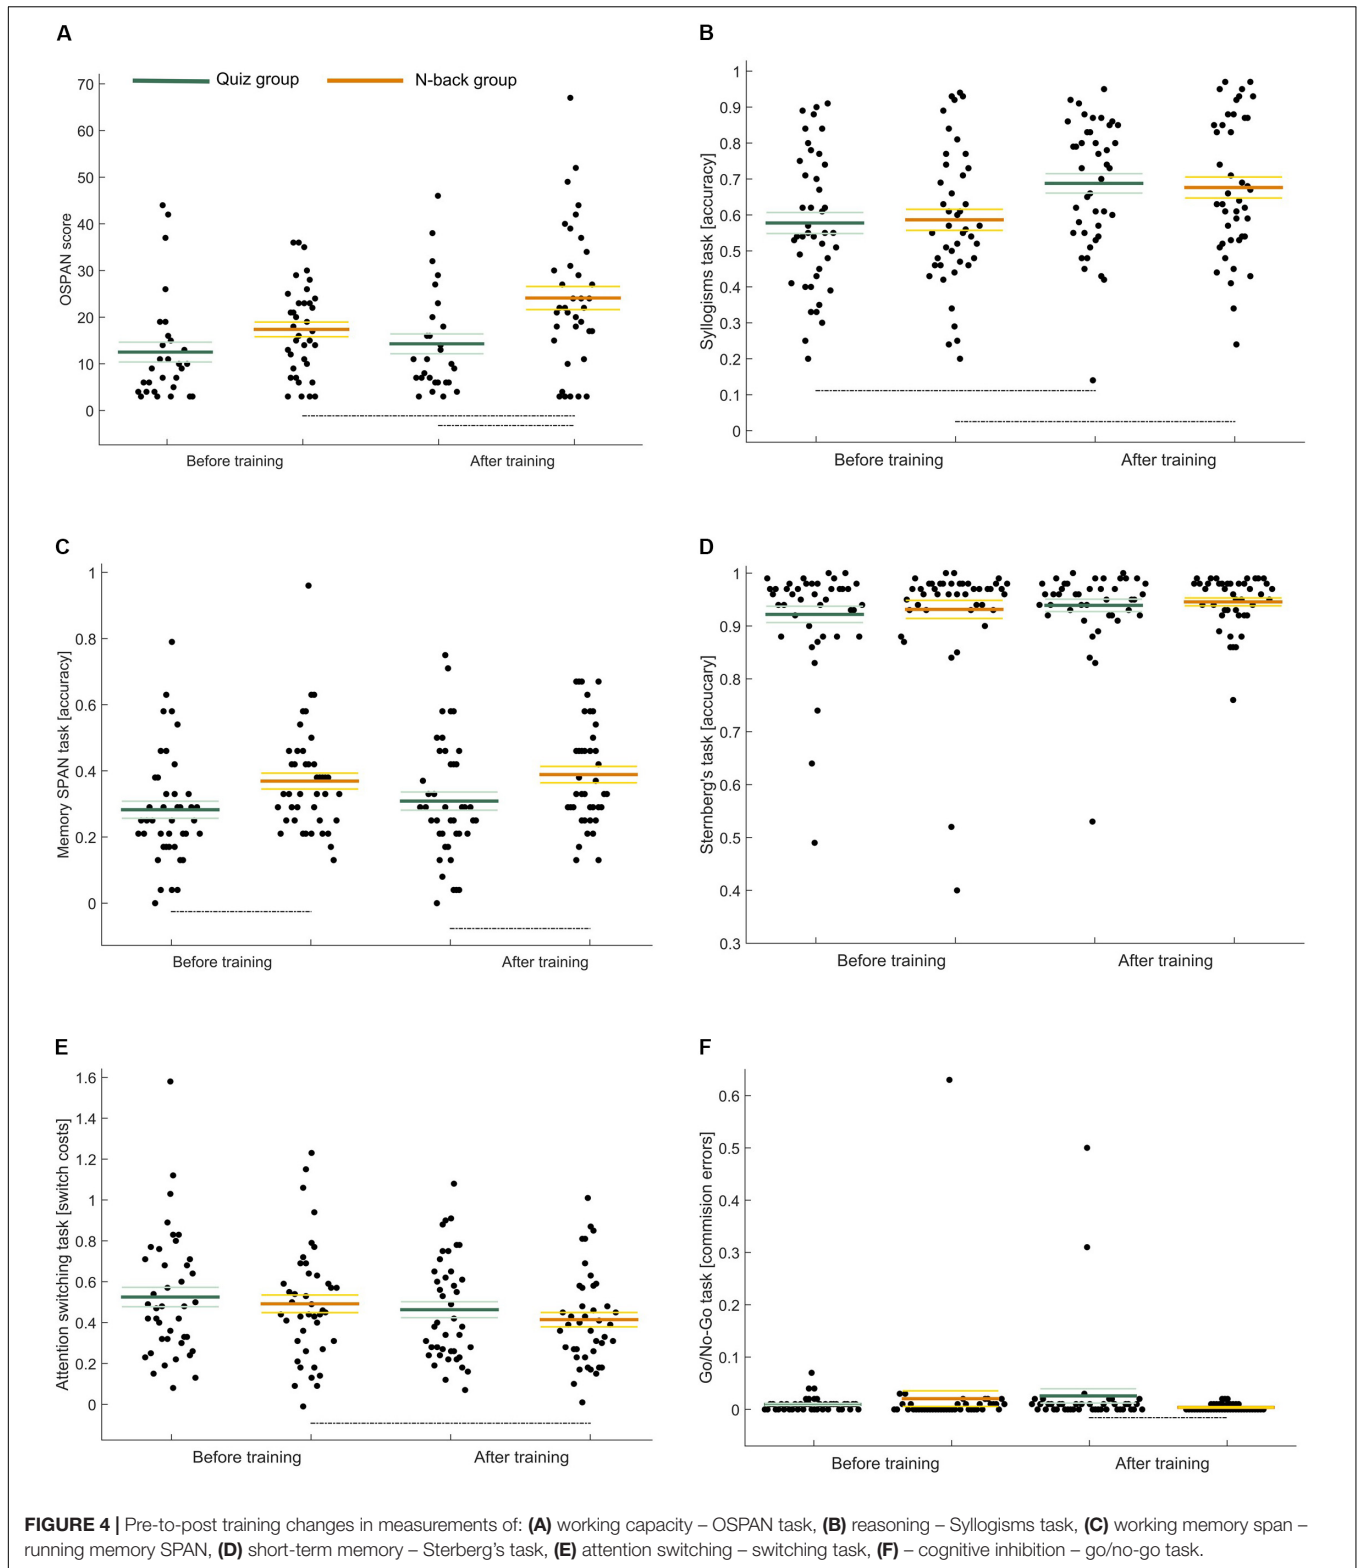 A
Quiz group
N-back group
OSPAN score
70
60
50
40
30
20
10
0
Before training
After training
B
Syllogisms task [accuracy]
1
0.9
0.8
0.7
0.6
0.5
0.4
0.3
0.2
0.1
0
Before training
After training
C
Memory SPAN task [accuracy]
1
0.8
0.6
0.4
0.2
0
Before training
After training
D
Sternberg's task [accucary]
1
0.9
0.8
0.7
0.6
0.5
0.4
0.3
Before training
After training
E
Attention switching task [switch costs]
1.6
1.4
1.2
1
0.8
0.6
0.4
0.2
0
Before training
After training
F
Go/No-Go task [commision errors]
0.6
0.5
0.4
0.3
0.2
0.1
0
Before training
After training
FIGURE 4 | Pre-to-post training changes in measurements of: (A) working capacity – OSPAN task, (B) reasoning – Syllogisms task, (C) working memory span –
running memory SPAN, (D) short-term memory – Sterberg's task, (E) attention switching – switching task, (F) – cognitive inhibition – go/no-go task.